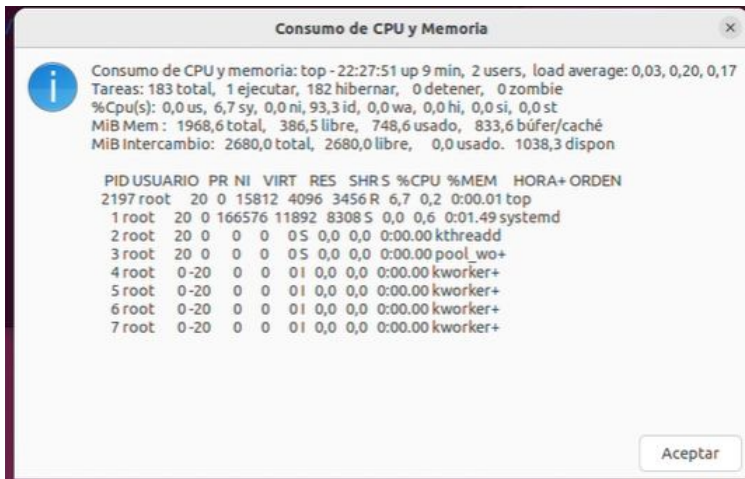 Consumo de CPU y Memoria
Consumo de CPU y memoria: top - 22:27:51 up 9 min, 2 users, load average: 0,03, 0,20, 0,17
Tareas: 183 total, 1 ejecutar, 182 hibernar, 0 detener, 0 zombie
%Cpu(s): 0,0 us, 6,7 sy, 0,0 ni, 93,3 id, 0,0 wa, 0,0 hi, 0,0 si, 0,0 st
MiB Mem : 1968,6 total, 386,5 libre, 748,6 usado, 833,6 búfer/caché
MiB Intercambio: 2680,0 total, 2680,0 libre, 0,0 usado. 1038,3 dispon
PID USUARIO PR NI VIRT RES SHR S %CPU %MEM HORA+ ORDEN
2197 root 20 0 15812 4096 3456 R 6,7 0,2 0:00.01 top
1 root 20 0 166576 11892 8308 S 0,0 0,6 0:01.49 systemd
2 root 20 0 0 0 0 S 0,0 0,0 0:00.00 kthreadd
3 root 20 0 0 0 0 S 0,0 0,0 0:00.00 pool_wo+
4 root 0 -20 0 0 0 I 0,0 0,0 0:00.00 kworker+
5 root 0 -20 0 0 0 I 0,0 0,0 0:00.00 kworker+
6 root 0 -20 0 0 0 I 0,0 0,0 0:00.00 kworker+
7 root 0 -20 0 0 0 I 0,0 0,0 0:00.00 kworker+
Aceptar